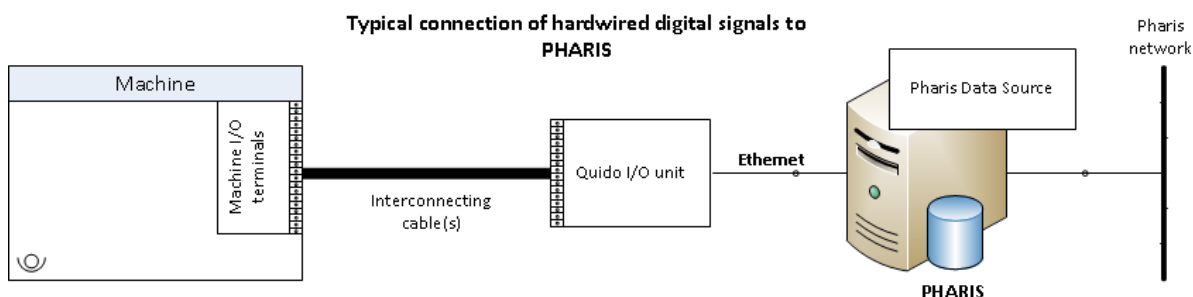 Typical connection of hardwired digital signals to
PHARIS
Pharis
network
Machine
Machine I/O
terminals
Interconnecting
cable(s)
Quido I/O unit
Ethernet
Pharis Data Source
PHARIS